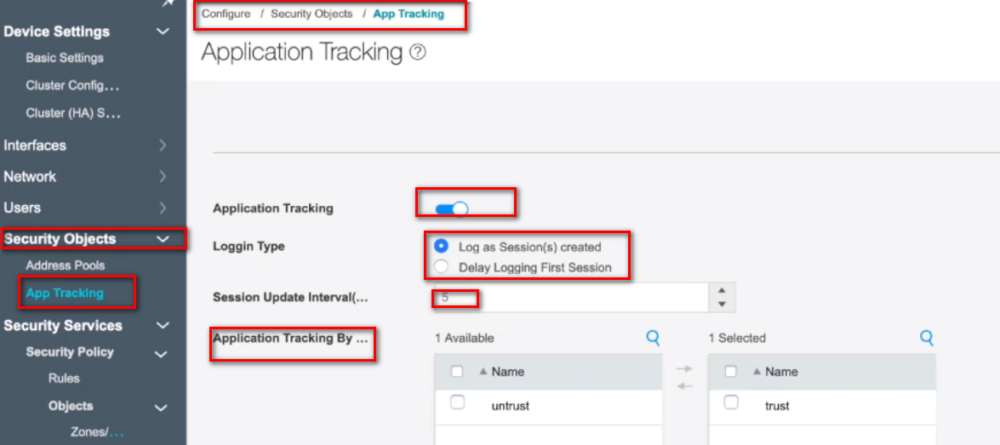 Configure / Security Objects / App Tracking
Application Tracking ?
Device Settings
Basic Settings
Cluster Config...
Cluster (HA) S...
Interfaces
Network
Users
Security Objects
Address Pools
App Tracking
Security Services
Security Policy
Rules
Objects
Zones/...
Application Tracking
Loggin Type
Log as Session(s) created
Delay Logging First Session
Session Update Interval(...
5
Application Tracking By ...
1 Available
1 Selected
Name
Name
untrust
trust